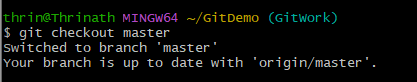 thrin@Thrinath MINGW64 ~/GitDemo (GitWork)
$ git checkout master
Switched to branch 'master'
Your branch is up to date with 'origin/master'.